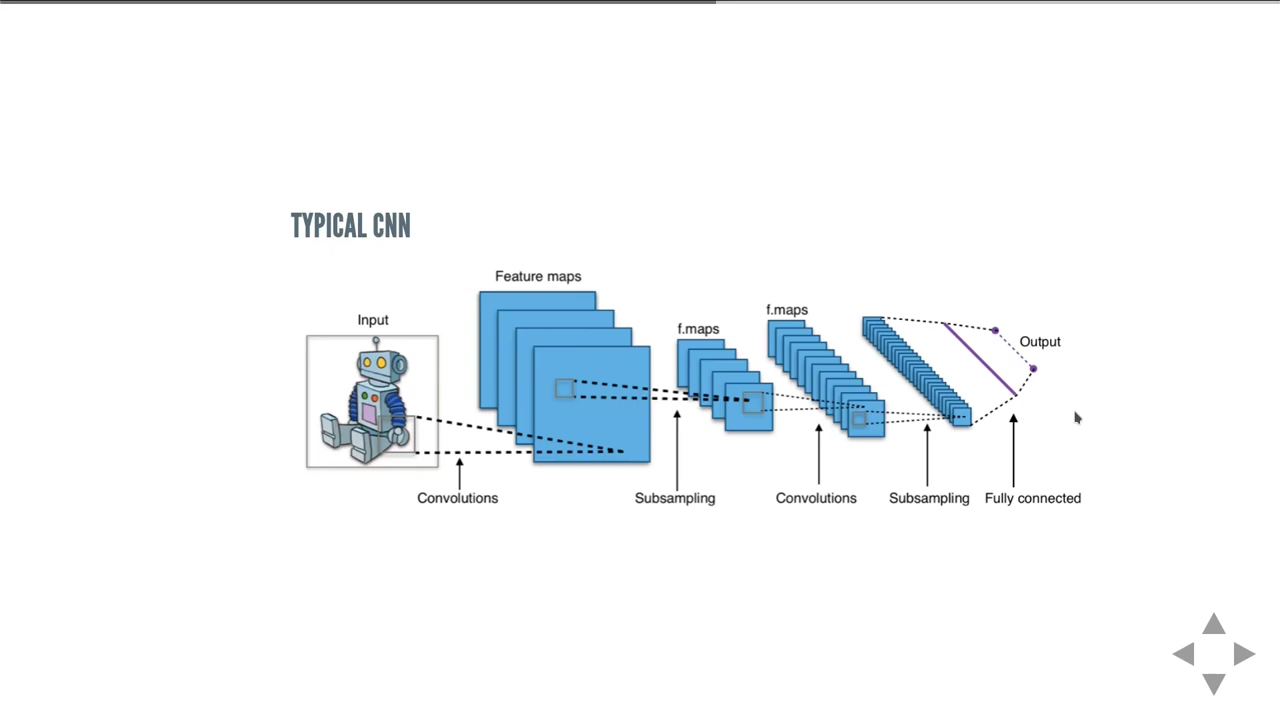 TYPICAL CNN
Feature maps
Input
f.maps
f.maps
Output
Convolutions
Subsampling
Convolutions
Subsampling
Fully connected